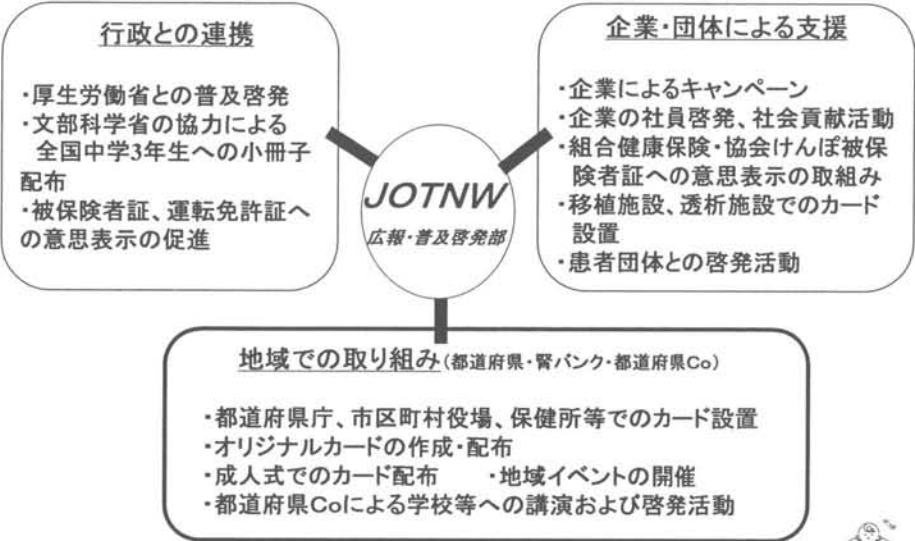 行政との連携
・厚生労働省との普及啓発
・文部科学省の協力による
全国中学3年生への小冊子
配布
・被保険者証、運転免許証へ
の意思表示の促進
企業・団体による支援
・企業によるキャンペーン
・企業の社員啓発、社会貢献活動
・組合健康保険・協会けんぽ被保
険者証への意思表示の取組み
・移植施設、透析施設でのカード
設置
・患者団体との啓発活動
JOTNW
広報・普及啓発部
地域での取り組み(都道府県・腎バンク・都道府県Co)
・都道府県庁、市区町村役場、保健所等でのカード設置
・オリジナルカードの作成・配布
・成人式でのカード配布 ・地域イベントの開催
・都道府県Coによる学校等への講演および啓発活動